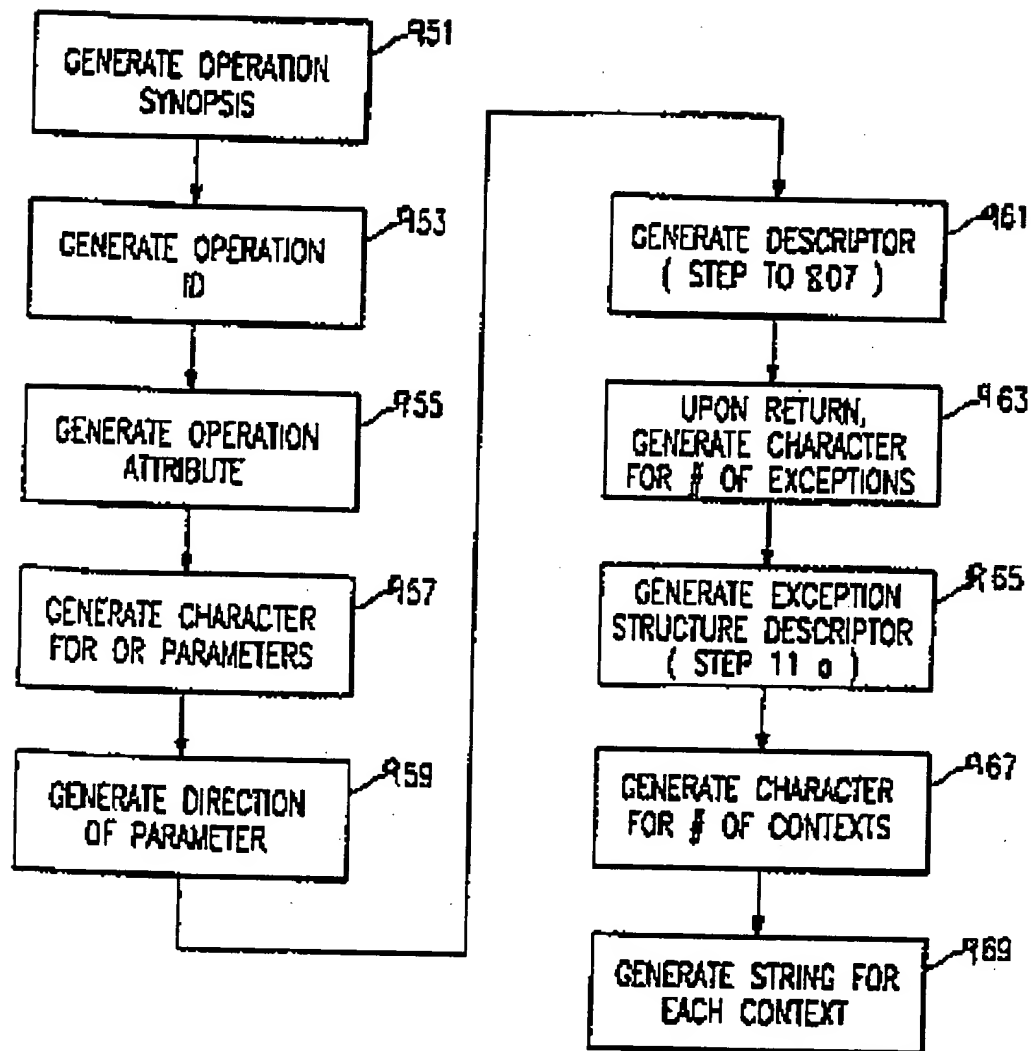 951
GENERATE OPERATION
SYNOPSIS
953
GENERATE OPERATION
ID
955
GENERATE OPERATION
ATTRIBUTE
957
GENERATE CHARACTER
FOR OR PARAMETERS
959
GENERATE DIRECTION
OF PARAMETER
961
GENERATE DESCRIPTOR
( STEP TO 807 )
963
UPON RETURN,
GENERATE CHARACTER
FOR # OF EXCEPTIONS
965
GENERATE EXCEPTION
STRUCTURE DESCRIPTOR
( STEP 11 a )
967
GENERATE CHARACTER
FOR # OF CONTEXTS
969
GENERATE STRING FOR
EACH CONTEXT